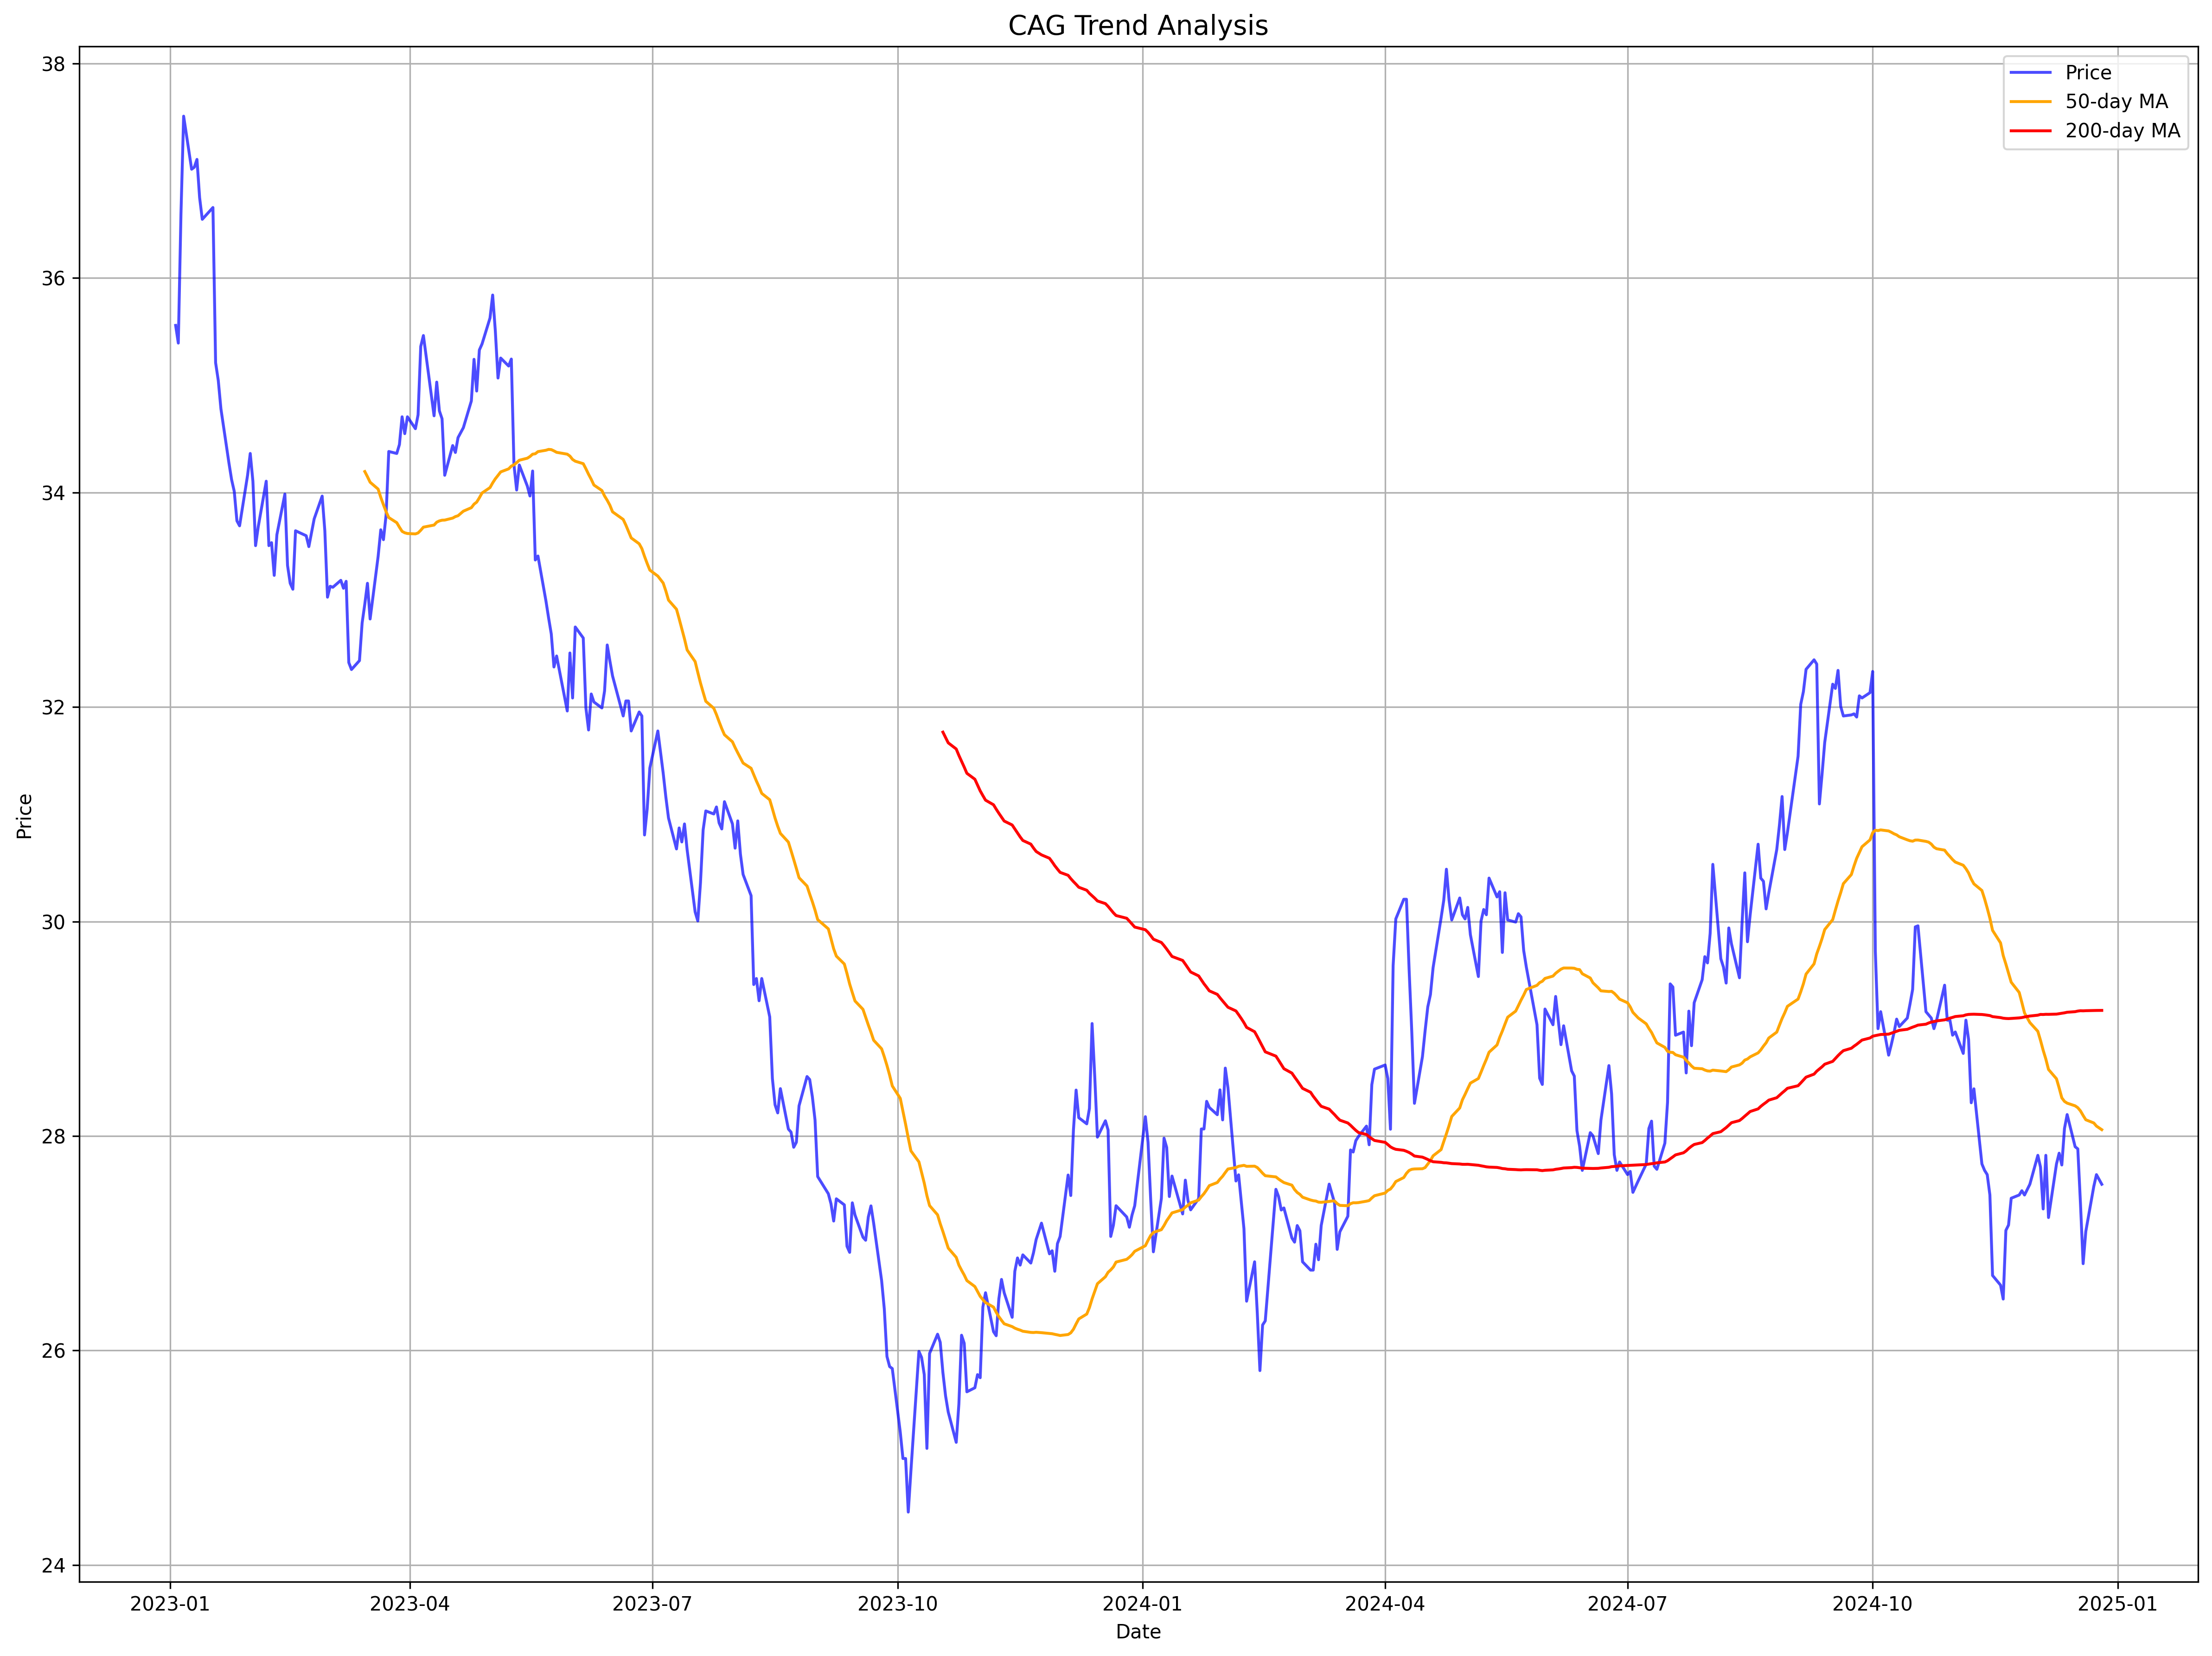 CAG Trend Analysis
Price
50-day MA
200-day MA
38
36
34
32
30
28
26
24
Price
2023-01
2023-04
2023-07
2023-10
2024-01
2024-04
2024-07
2024-10
2025-01
Date